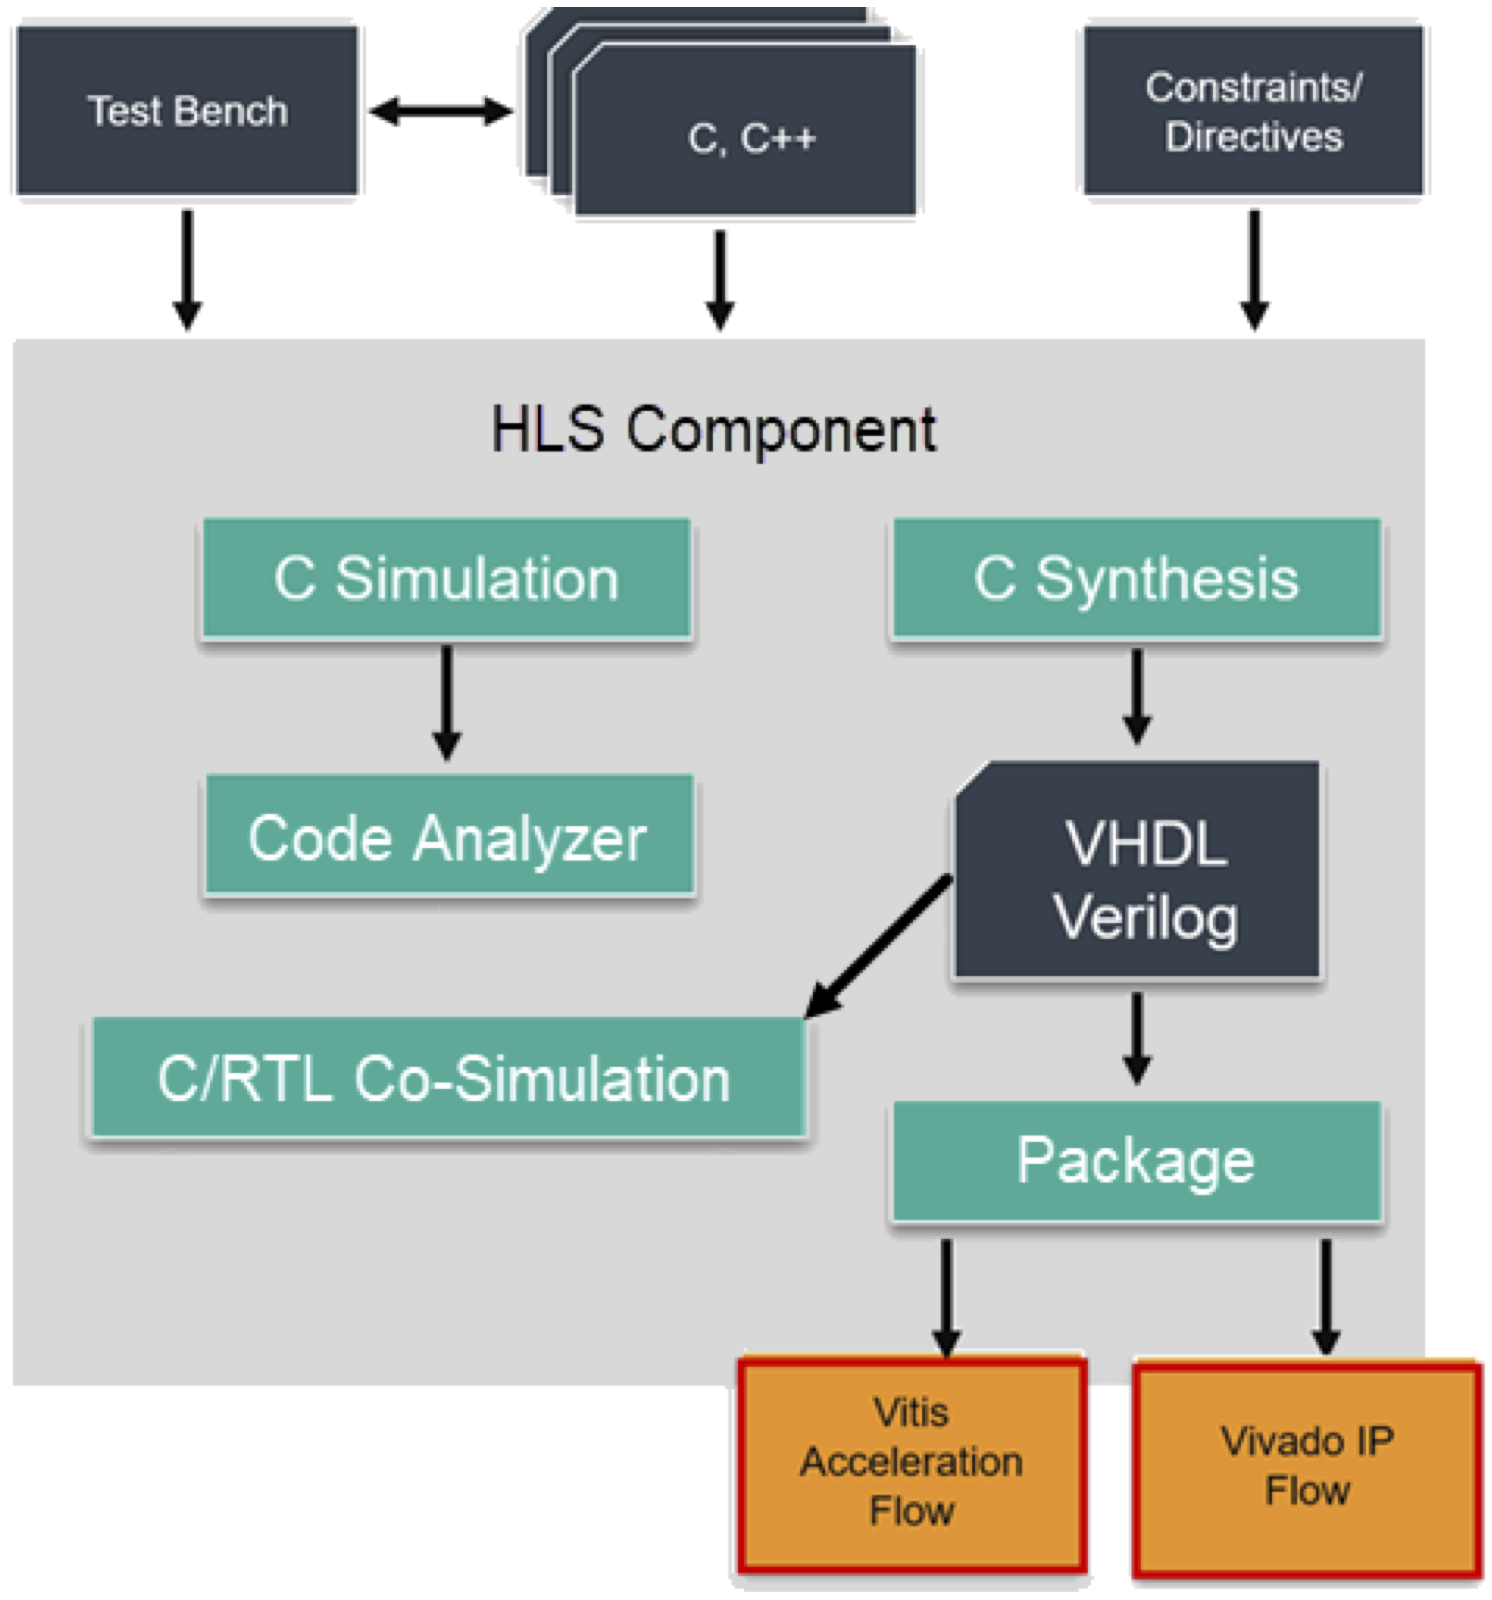 Test Bench
C, C++
Constraints/
Directives
HLS Component
C Simulation
C Synthesis
Code Analyzer
VHDL
Verilog
C/RTL Co-Simulation
Package
Vitis
Acceleration
Flow
Vivado IP
Flow